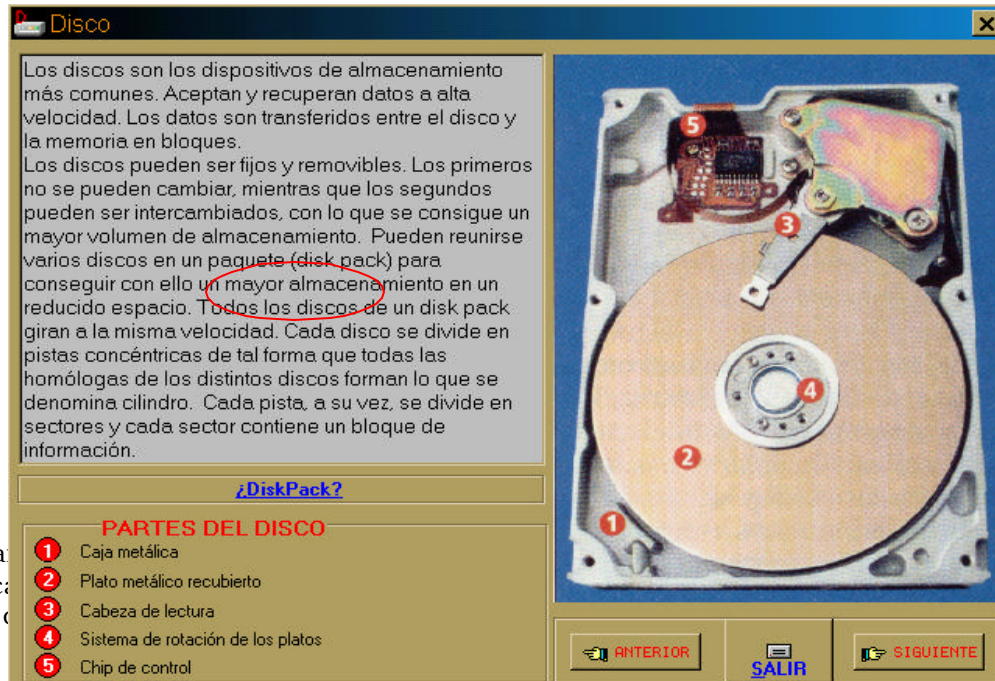 Disco
Los discos son los dispositivos de almacenamiento
más comunes. Aceptan y recuperan datos a alta
velocidad. Los datos son transferidos entre el disco y
la memoria en bloques.
Los discos pueden ser fijos y removibles. Los primeros
no se pueden cambiar, mientras que los segundos
pueden ser intercambiados, con lo que se consigue un
mayor volumen de almacenamiento.  Pueden reunirse
varios discos en un paquete (disk pack) para
conseguir con ello un mayor almacenamiento en un
reducido espacio. Todos los discos de un disk pack
giran a la misma velocidad. Cada disco se divide en
pistas concéntricas de tal forma que todas las
homólogas de los distintos discos forman lo que se
denomina cilindro.  Cada pista, a su vez, se divide en
sectores y cada sector contiene un bloque de
información.
¿DiskPack?
PARTES DEL DISCO
1 Caja metálica
2 Plato metálico recubierto
3 Cabeza de lectura
4 Sistema de rotación de los platos
5 Chip de control
5
3
4
2
1
ANTERIOR
SALIR
SIGUIENTE